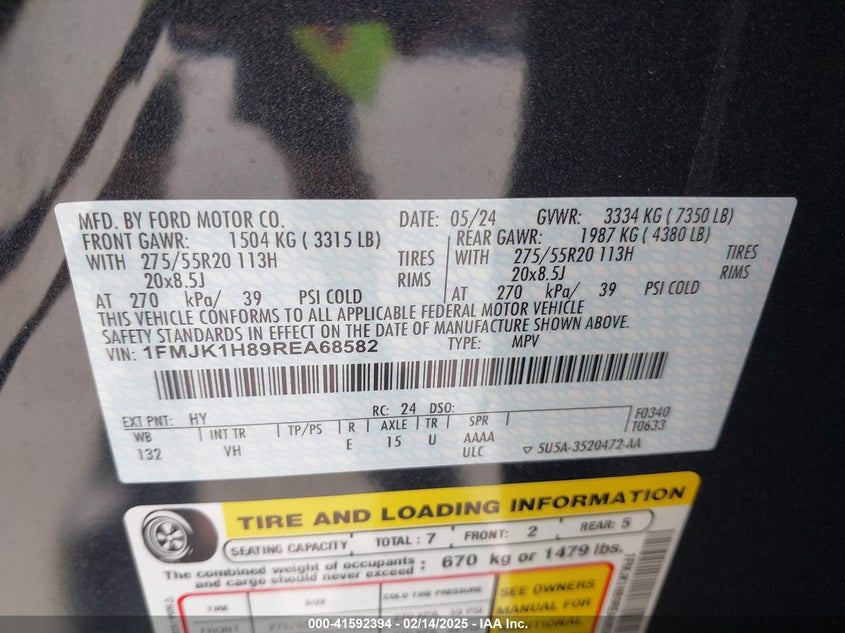 MFD. BY FORD MOTOR CO. DATE: 05/24 GVWR: 3334 KG ( 7350 LB)
FRONT GAWR: 1504 KG ( 3315 LB) REAR GAWR: 1987 KG ( 4380 LB)
WITH 275/55R20 113H TIRES WITH 275/55R20 113H TIRES
20x8.5J RIMS 20x8.5J RIMS
AT 270 kPa/ 39 PSI COLD AT 270 kPa/ 39 PSI COLD
THIS VEHICLE CONFORMS TO ALL APPLICABLE FEDERAL MOTOR VEHICLE
SAFETY STANDARDS IN EFFECT ON THE DATE OF MANUFACTURE SHOWN ABOVE.
VIN: 1FMJK1H89REA68582 TYPE: MPV
EXT PNT: HY RC: 24 DSO: F0340
WB INT TR TP/PS R AXLE TR SPR T0633
132 VH E 15 U AAAA
ULC 5U5A-3520472-AA
TIRE AND LOADING INFORMATION
SEATING CAPACITY TOTAL : 7 FRONT: 2 REAR: 5
The combined weight of occupants and cargo should never exceed : 670 kg or 1479 lbs.
TIRE SIZE COLD TIRE PRESSURE SEE OWNERS
MANUAL FOR
FRONT
000-41592394 - 02/14/2025 - IAA Inc.